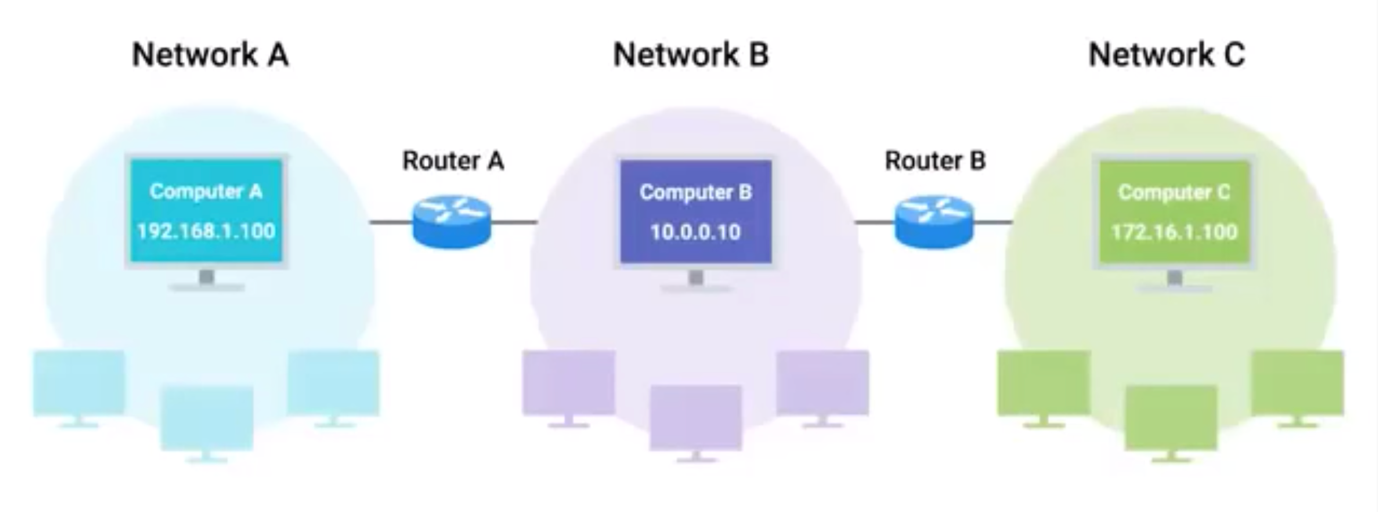 Network A
Network B
Network C
Router A
Router B
Computer A
192.168.1.100
Computer B
10.0.0.10
Computer C
172.16.1.100